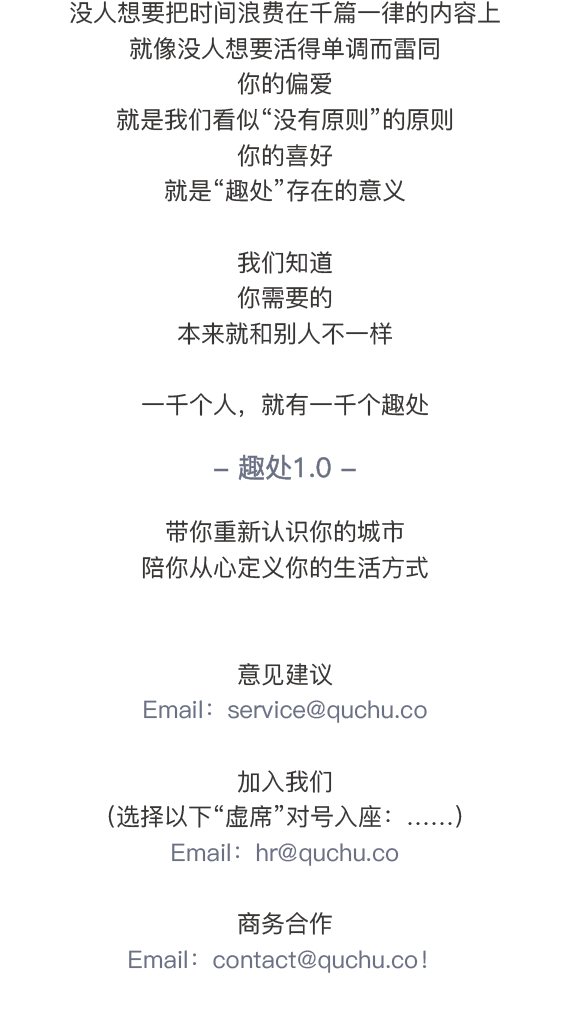 没人想要把时间浪费在千篇一律的内容上
就像没人想要活得单调而雷同
你的偏爱
就是我们看似“没有原则”的原则
你的喜好
就是“趣处”存在的意义
我们知道
你需要的
本来就和别人不一样
一千个人，就有一千个趣处
– 趣处1.0 –
带你重新认识你的城市
陪你从心定义你的生活方式
意见建议
Email：service@quchu.co
加入我们
（选择以下“虚席”对号入座：……）
Email：hr@quchu.co
商务合作
Email：contact@quchu.co！